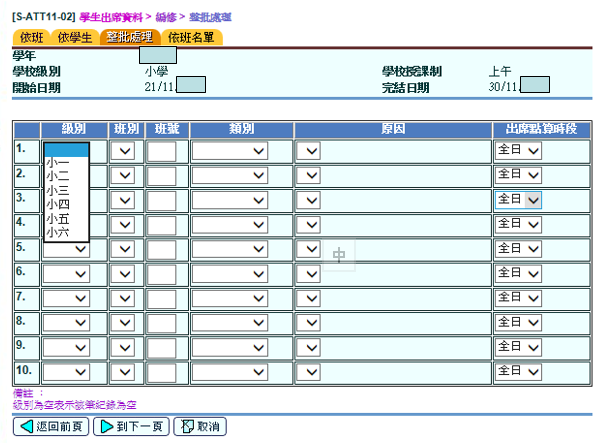 [S-ATT11-02] 學生出席資料 > 編修 > 整批處理
依班 依學生 整批處理 依班名單
學年
學校級別 小學 學校授課制 上午
開始日期 21/11 完結日期 30/11
級別 班別 班號 類別 原因 出席點算時段
1. 全日
小一
2. 小二 全日
小三
3. 小四 全日
小五
4. 小六 全日
5. 全日
中
6. 全日
7. 全日
8. 全日
9. 全日
10. 全日
備註 :
級別為空表示該筆紀錄為空
返回前頁 到下一頁 取消